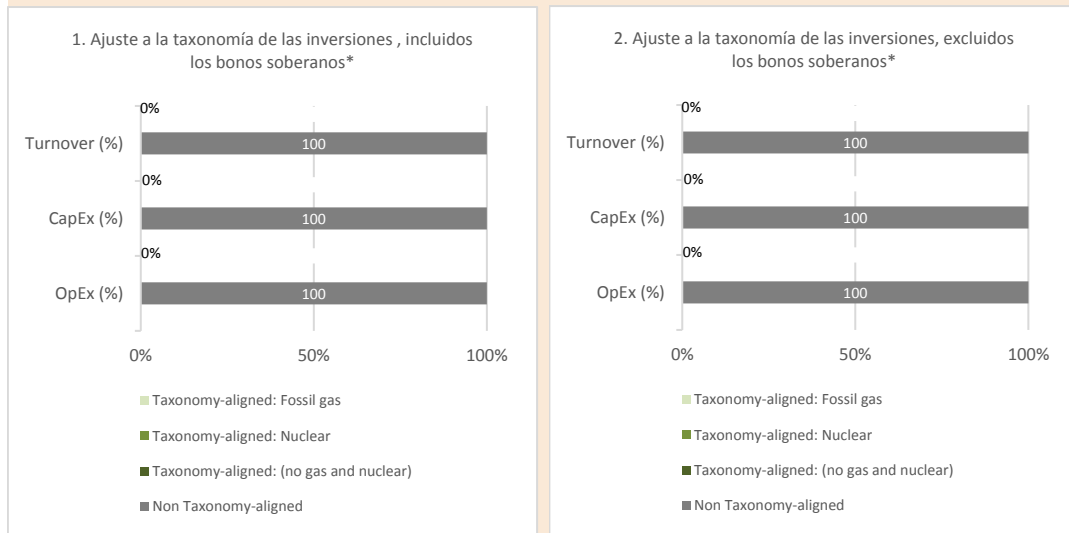 1. Ajuste a la taxonomía de las inversiones , incluidos
los bonos soberanos*
0%
Turnover (%)
100
0%
CapEx (%)
100
0%
OpEx (%)
100
0%
50%
100%
Taxonomy-aligned: Fossil gas
Taxonomy-aligned: Nuclear
Taxonomy-aligned: (no gas and nuclear)
Non Taxonomy-aligned
2. Ajuste a la taxonomía de las inversiones, excluidos
los bonos soberanos*
0%
Turnover (%)
100
0%
CapEx (%)
100
0%
OpEx (%)
100
0%
50%
100%
Taxonomy-aligned: Fossil gas
Taxonomy-aligned: Nuclear
Taxonomy-aligned: (no gas and nuclear)
Non Taxonomy-aligned